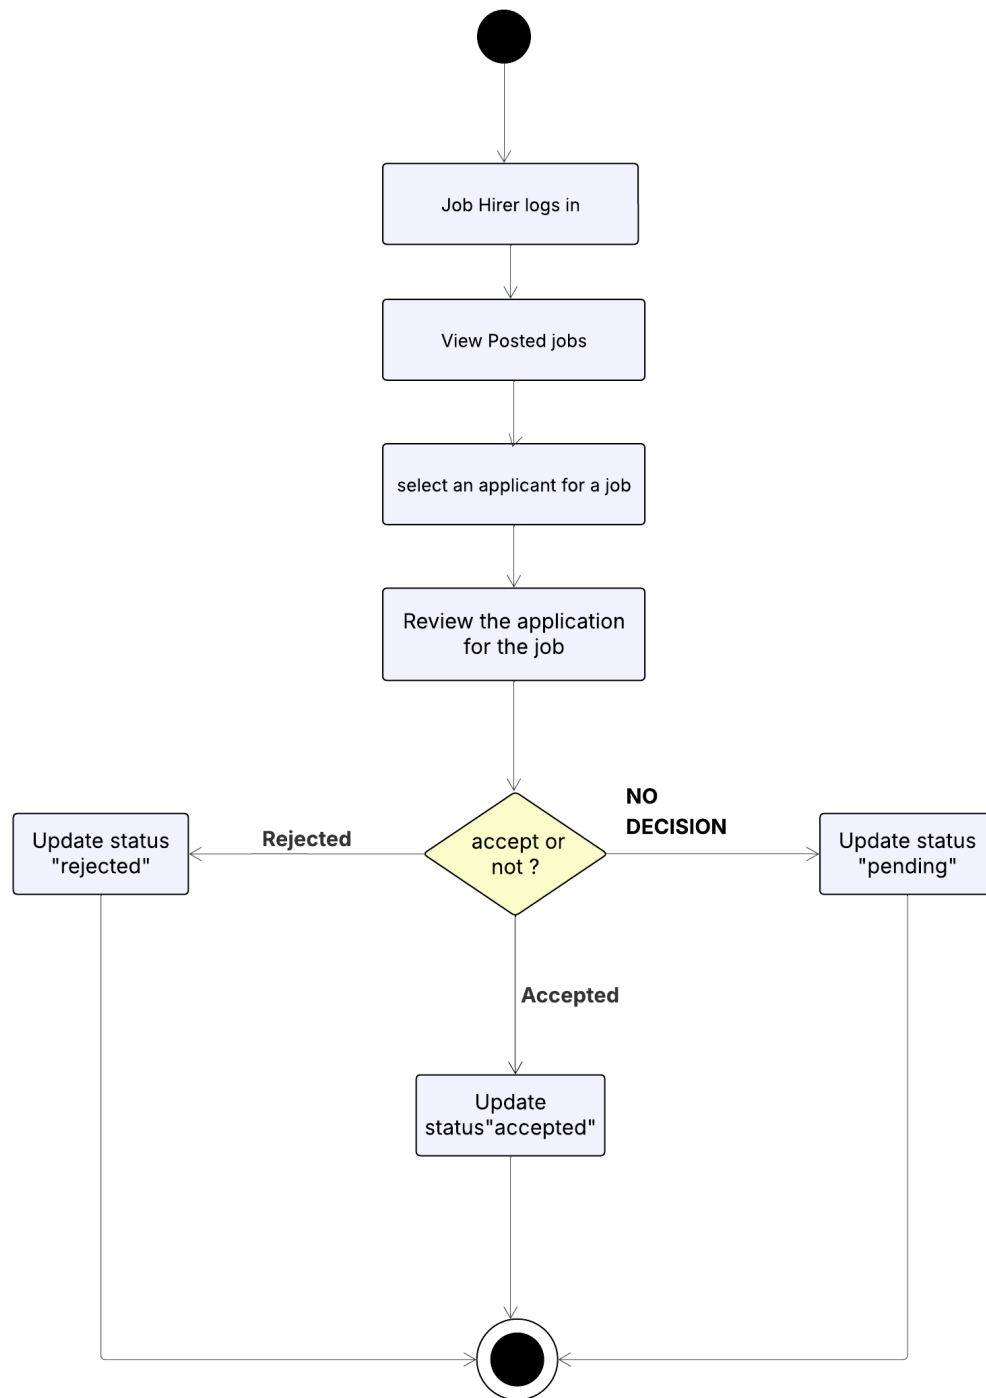 Job Hirer logs in
View Posted jobs
select an applicant for a job
Review the application
for the job
NO
DECISION
Rejected
accept or
not ?
Update status
"rejected"
Update status
"pending"
Accepted
Update
status"accepted"